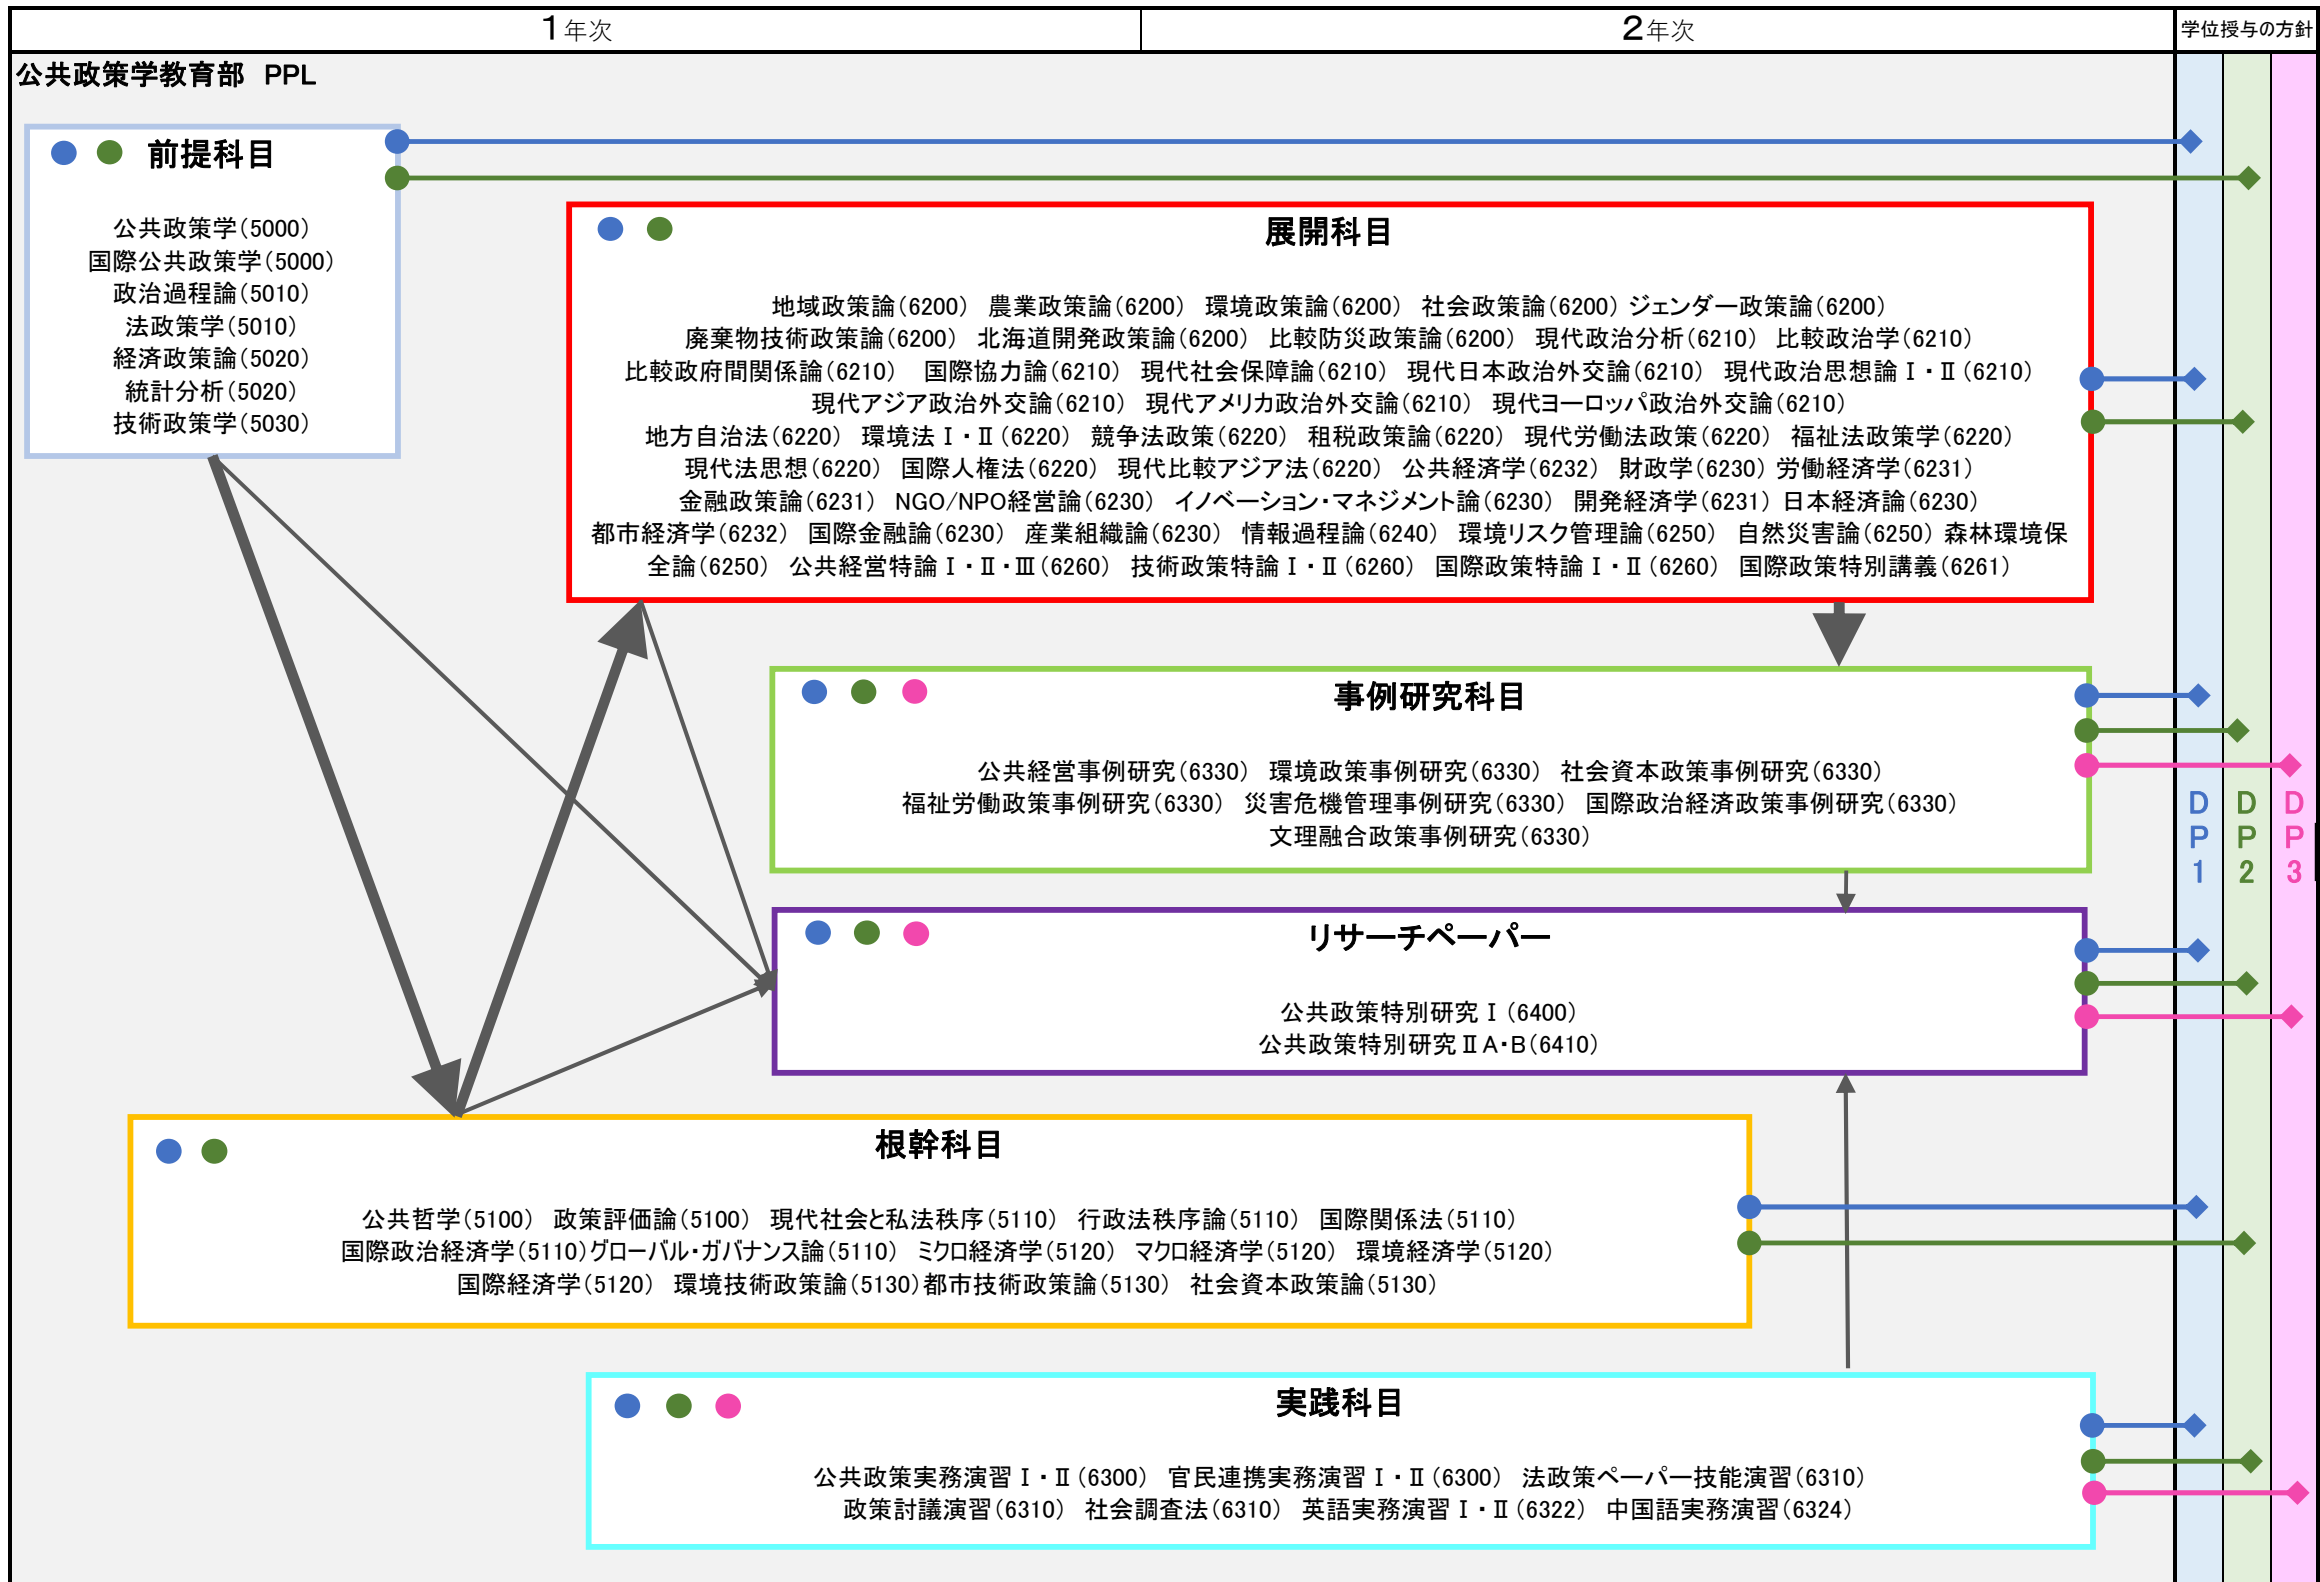 1年次
2年次
学位授与の方針
公共政策学教育部 PPL
前提科目
公共政策学(5000)
国際公共政策学(5000)
政治過程論(5010)
法政策学(5010)
経済政策論(5020)
統計分析(5020)
技術政策学(5030)
展開科目
地域政策論(6200) 農業政策論(6200) 環境政策論(6200) 社会政策論(6200) ジェンダー政策論(6200)
廃棄物技術政策論(6200) 北海道開発政策論(6200) 比較防災政策論(6200) 現代政治分析(6210) 比較政治学(6210)
比較政府間関係論(6210) 国際協力論(6210) 現代社会保障論(6210) 現代日本政治外交論(6210) 現代政治思想論Ⅰ・Ⅱ(6210)
現代アジア政治外交論(6210) 現代アメリカ政治外交論(6210) 現代ヨーロッパ政治外交論(6210)
地方自治法(6220) 環境法Ⅰ・Ⅱ(6220) 競争法政策(6220) 租税政策論(6220) 現代労働法政策(6220) 福祉法政策学(6220)
現代法思想(6220) 国際人権法(6220) 現代比較アジア法(6220) 公共経済学(6232) 財政学(6230) 労働経済学(6231)
金融政策論(6231) NGO/NPO経営論(6230) イノベーション・マネジメント論(6230) 開発経済学(6231) 日本経済論(6230)
都市経済学(6232) 国際金融論(6230) 産業組織論(6230) 情報過程論(6240) 環境リスク管理論(6250) 自然災害論(6250) 森林環境保
全論(6250) 公共経営特論Ⅰ・Ⅱ・Ⅲ(6260) 技術政策特論Ⅰ・Ⅱ(6260) 国際政策特論Ⅰ・Ⅱ(6260) 国際政策特別講義(6261)
事例研究科目
公共経営事例研究(6330) 環境政策事例研究(6330) 社会資本政策事例研究(6330)
福祉労働政策事例研究(6330) 災害危機管理事例研究(6330) 国際政治経済政策事例研究(6330)
文理融合政策事例研究(6330)
DP1
DP2
DP3
リサーチペーパー
公共政策特別研究Ⅰ(6400)
公共政策特別研究ⅡA・B(6410)
根幹科目
公共哲学(5100) 政策評価論(5100) 現代社会と私法秩序(5110) 行政法秩序論(5110) 国際関係法(5110)
国際政治経済学(5110)グローバル・ガバナンス論(5110) ミクロ経済学(5120) マクロ経済学(5120) 環境経済学(5120)
国際経済学(5120) 環境技術政策論(5130)都市技術政策論(5130) 社会資本政策論(5130)
実践科目
公共政策実務演習Ⅰ・Ⅱ(6300) 官民連携実務演習Ⅰ・Ⅱ(6300) 法政策ペーパー技能演習(6310)
政策討議演習(6310) 社会調査法(6310) 英語実務演習Ⅰ・Ⅱ(6322) 中国語実務演習(6324)